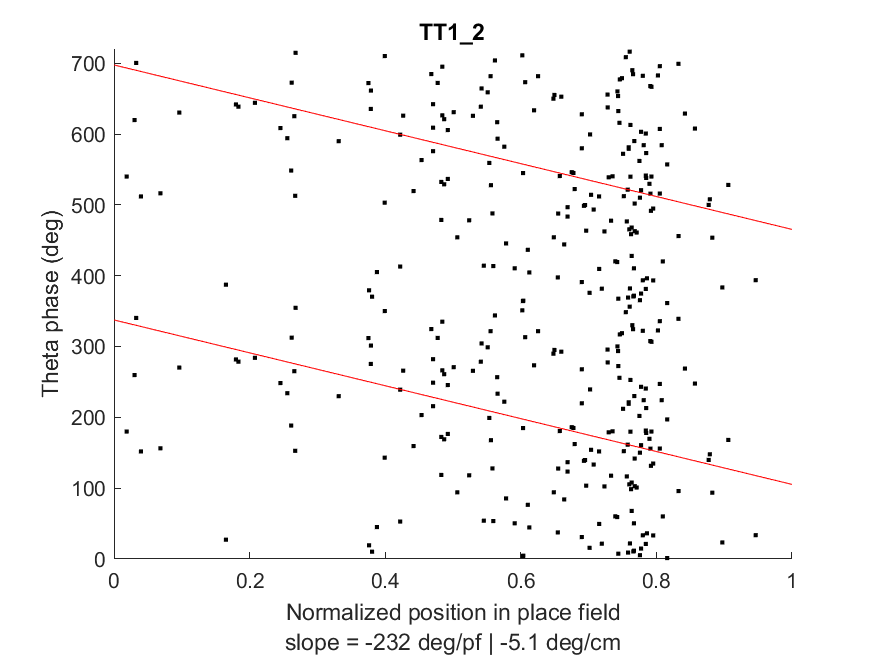 TT1_2
700
600
500
400
300
200
100
0
Theta phase (deg)
0 0.2 0.4 0.6 0.8 1
Normalized position in place field
slope = -232 deg/pf | -5.1 deg/cm